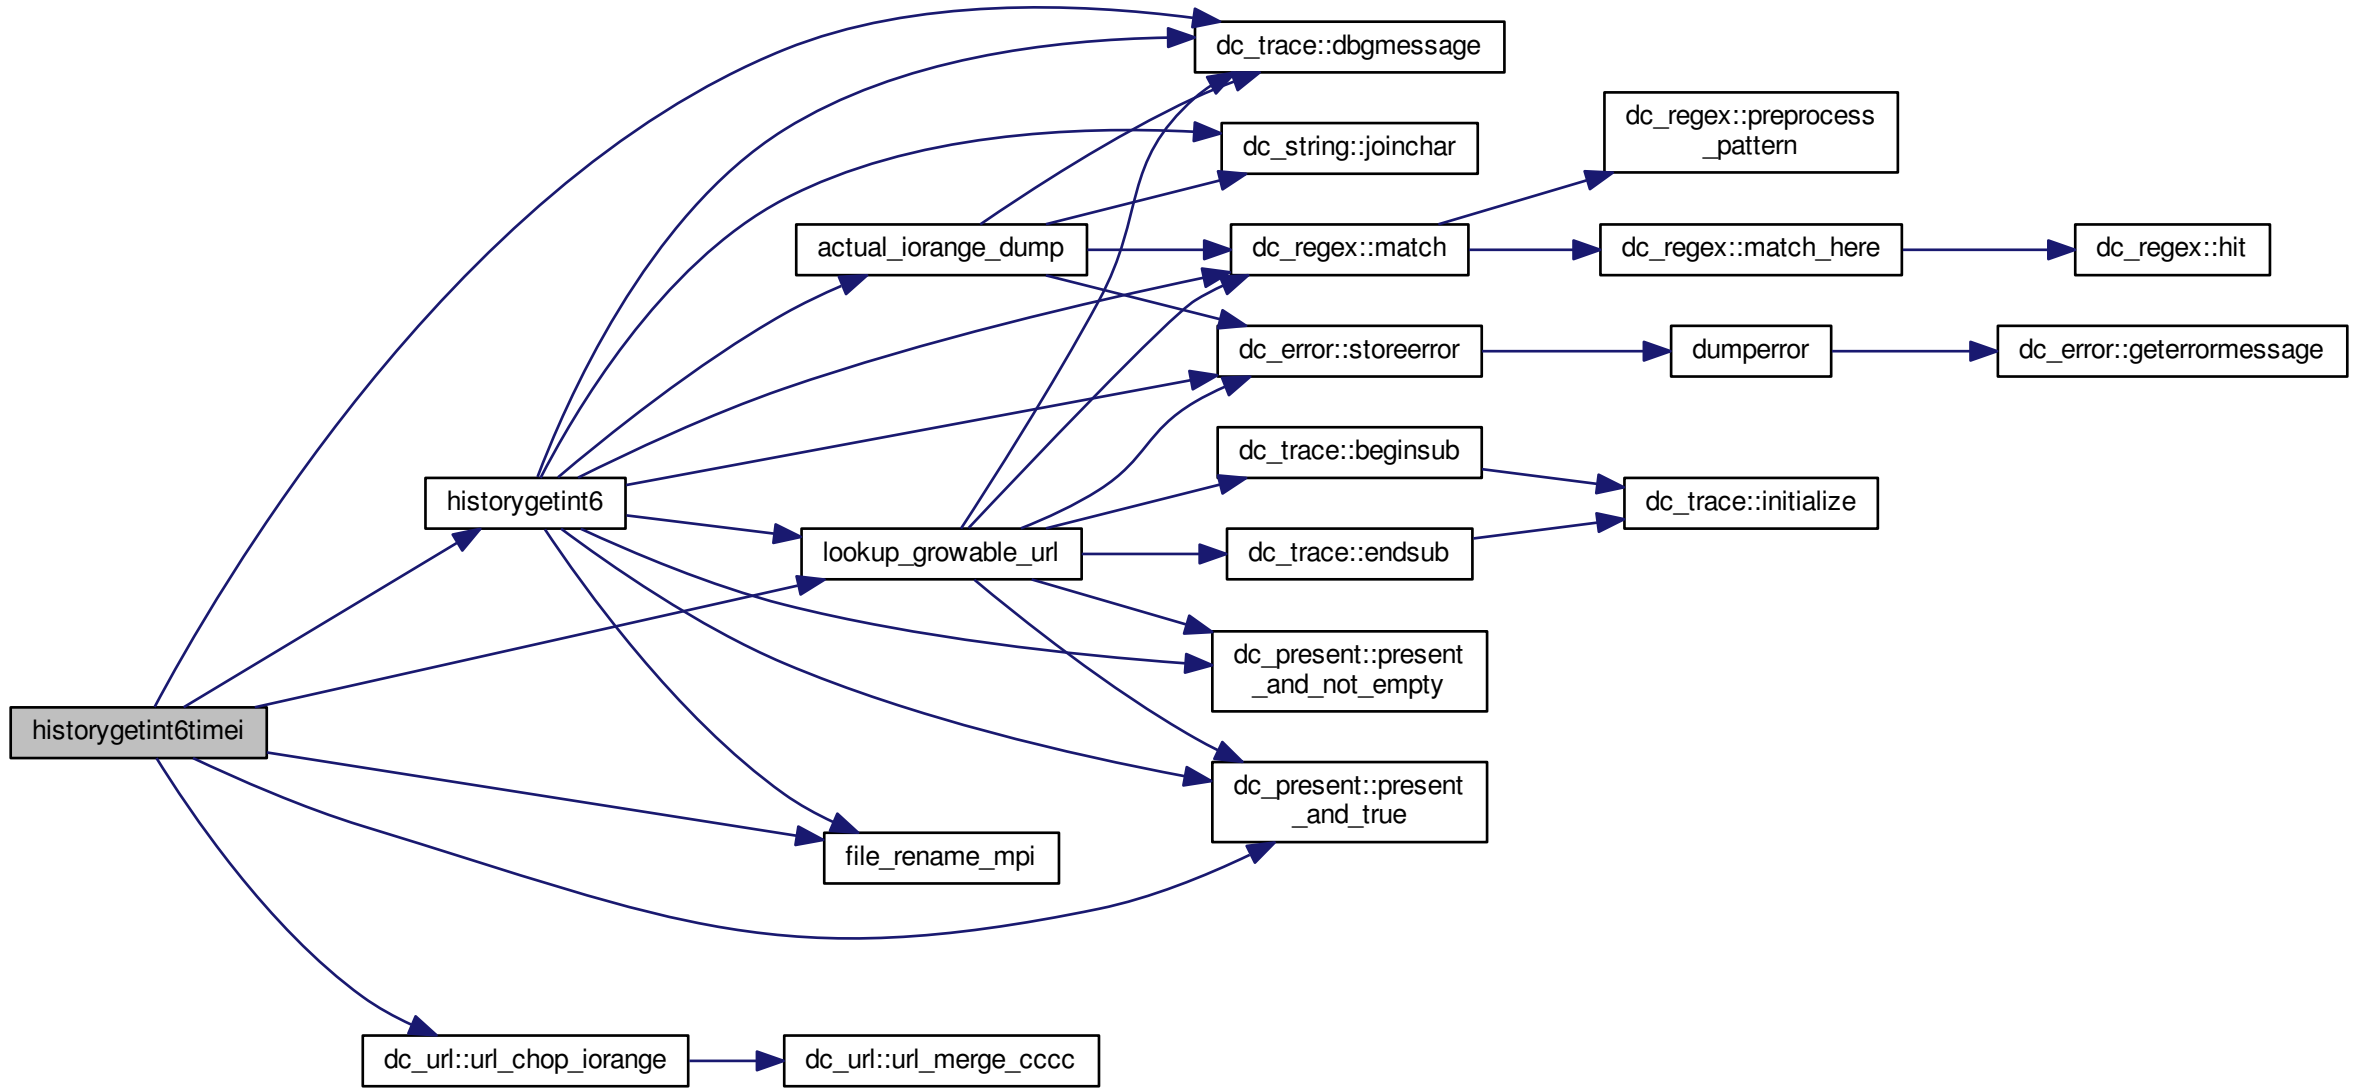 dc_trace::dbgmessage
dc_regex::preprocess
_pattern
dc_string::joinchar
actual_iorange_dump
dc_regex::match
dc_regex::match_here
dc_regex::hit
dc_error::storeerror
dumperror
dc_error::geterrormessage
dc_trace::beginsub
historygetint6
dc_trace::initialize
lookup_growable_url
dc_trace::endsub
dc_present::present
_and_not_empty
historygetint6timei
dc_present::present
_and_true
file_rename_mpi
dc_url::url_chop_iorange
dc_url::url_merge_cccc